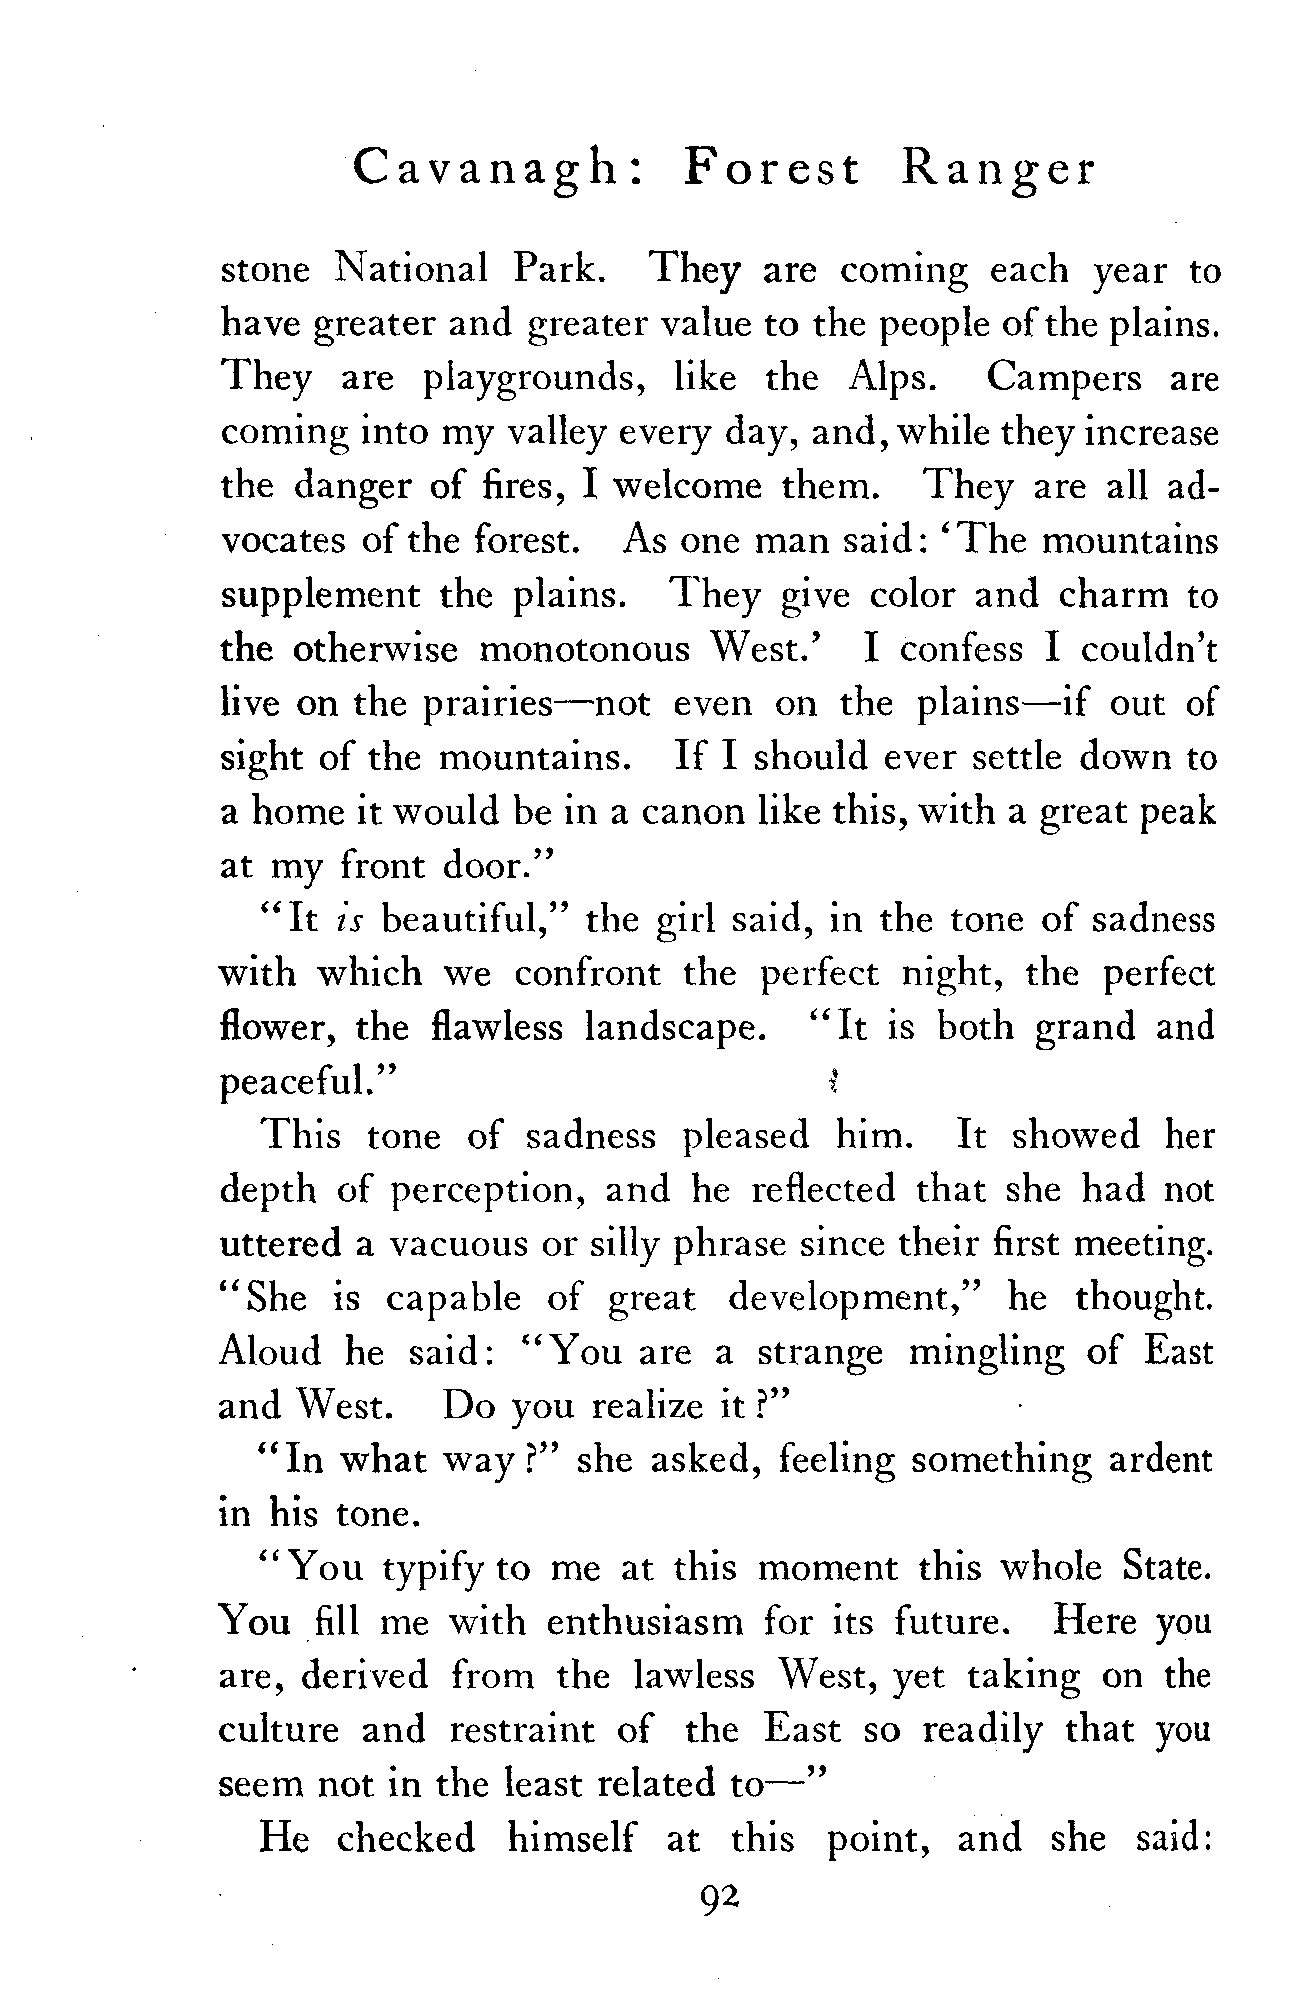 Cavanagh: Forest Ranger
stone National Park. They are coming each year to
have greater and greater value to the people of the plains.
They are playgrounds, like the Alps. Campers are
coming into my valley every day, and, while they increase
the danger of fires, I welcome them. They are all ad-
vocates of the forest. As one man said: ‘The mountains
supplement the plains. They give color and charm to
the otherwise monotonous West.’ I confess I couldn’t
live on the prairies—not even on the plains—if out of
sight of the mountains. If I should ever settle down to
a home it would be in a canon like this, with a great peak
at my front door.”
“It is beautiful,” the girl said, in the tone of sadness
with which we confront the perfect night, the perfect
flower, the flawless landscape. “It is both grand and
peaceful.”
This tone of sadness pleased him. It showed her
depth of perception, and he reflected that she had not
uttered a vacuous or silly phrase since their first meeting.
“She is capable of great development,” he thought.
Aloud he said: “You are a strange mingling of East
and West. Do you realize it?”
“In what way?” she asked, feeling something ardent
in his tone.
“You typify to me at this moment this whole State.
You fill me with enthusiasm for its future. Here you
are, derived from the lawless West, yet taking on the
culture and restraint of the East so readily that you
seem not in the least related to—”
He checked himself at this point, and she said:
92